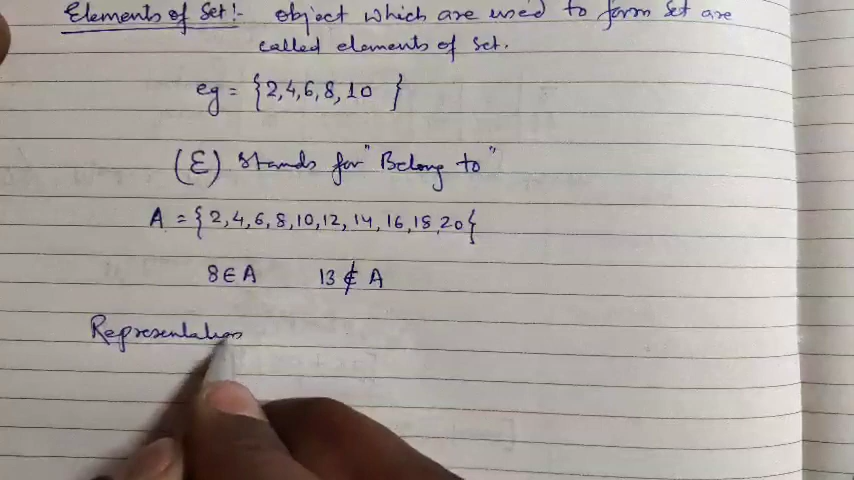 Elements of Set:- object which are used to form set are
called elements of set.
eg = {2,4,6,8,10 }
(Ɛ) stands for "Belong to"
A = {2,4,6,8,10,12,14,16,18,20}
8∈A 13 ∉ A
Representation